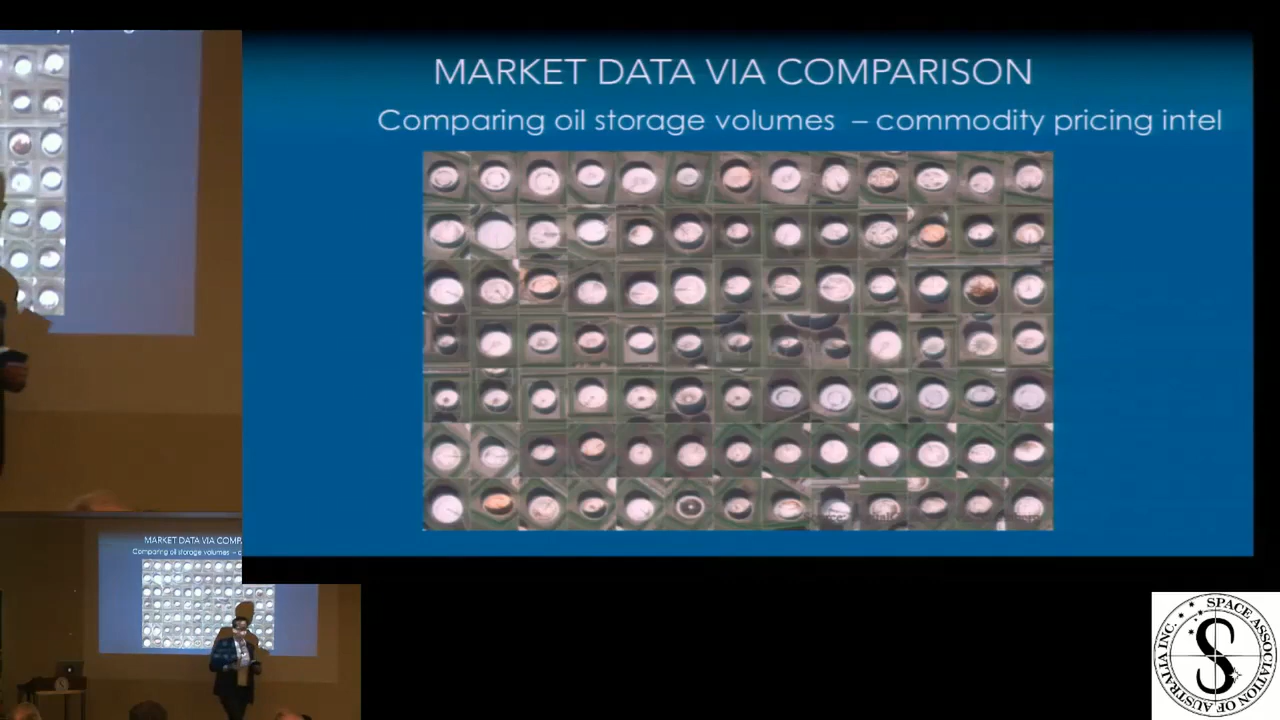 MARKET DATA VIA COMPARISON
Comparing oil storage volumes – commodity pricing intel
MARKET DATA VIA COMP
Comparing oil storage volumes –
SPACE ASSOCIATION OF AUSTRALIA INC.
S